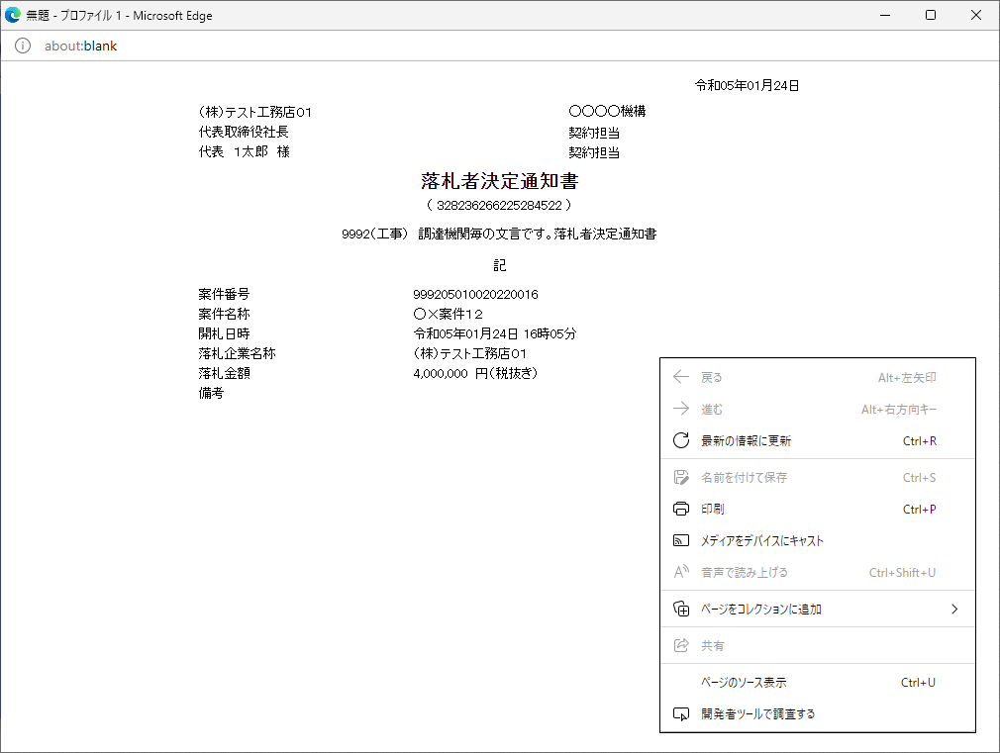 無題 - プロファイル 1 - Microsoft Edge
about:blank
令和05年01月24日
(株)テスト工務店01
代表取締役社長
代表　1太郎　様
〇〇〇〇機構
契約担当
契約担当
落札者決定通知書
( 328236266225284522 )
9992(工事)　調達機関毎の文言です。落札者決定通知書
記
案件番号 999205010020220016
案件名称 〇×案件12
開札日時 令和05年01月24日 16時05分
落札企業名称 (株)テスト工務店01
落札金額 4,000,000 円(税抜き)
備考
戻る Alt+左矢印
進む Alt+右方向キー
最新の情報に更新 Ctrl+R
名前を付けて保存 Ctrl+S
印刷 Ctrl+P
メディアをデバイスにキャスト
音声で読み上げる Ctrl+Shift+U
ページをコレクションに追加
共有
ページのソース表示 Ctrl+U
開発者ツールで調査する